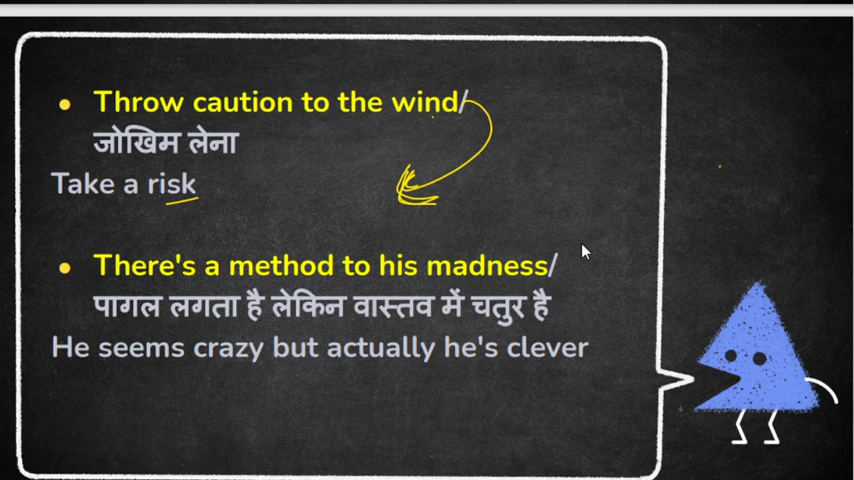 • Throw caution to the wind/
जोखिम लेना
Take a risk
• There's a method to his madness/
पागल लगता है लेकिन वास्तव में चतुर है
He seems crazy but actually he's clever